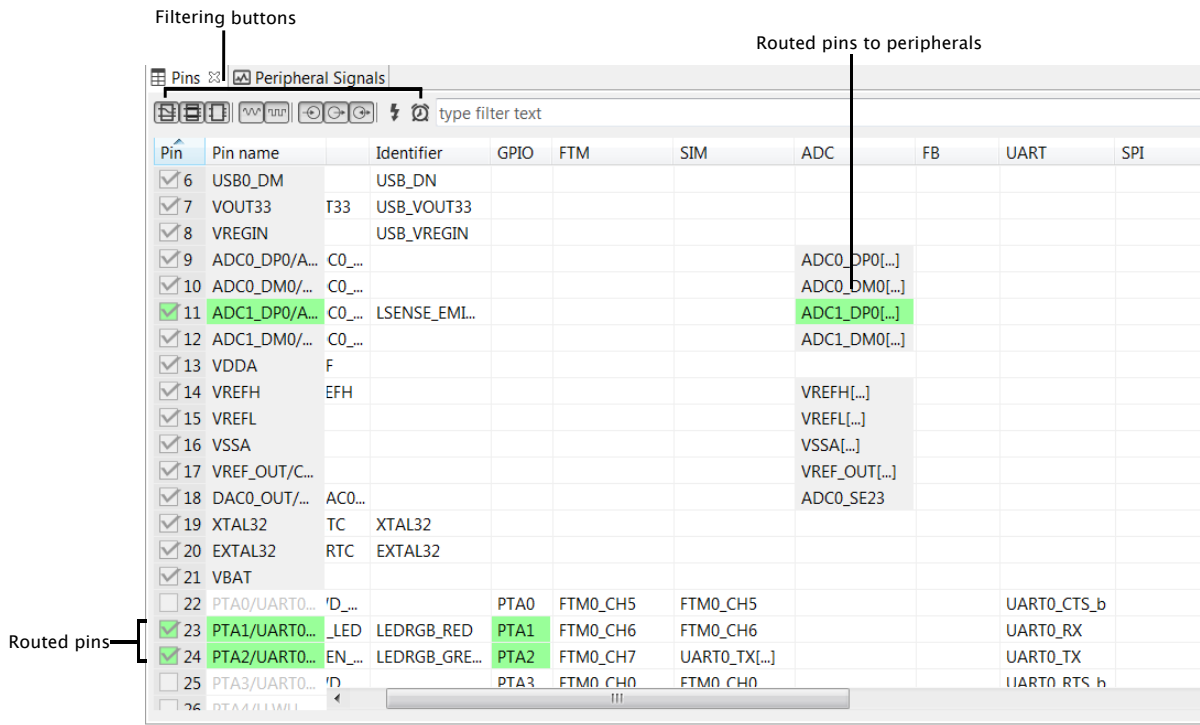 Filtering buttons
Routed pins to peripherals
Pins Peripheral Signals
type filter text
Pin Pin name Identifier GPIO FTM SIM ADC FB UART SPI
6 USB0_DM USB_DN
7 VOUT33 T33 USB_VOUT33
8 VREGIN USB_VREGIN
9 ADC0_DP0/A... C0_... ADC0_DP0[...]
10 ADC0_DM0/... C0_... ADC0_DM0[...]
11 ADC1_DP0/A... C0_... LSENSE_EMI... ADC1_DP0[...]
12 ADC1_DM0/... C0_... ADC1_DM0[...]
13 VDDA F
14 VREFH EFH VREFH[...]
15 VREFL VREFL[...]
16 VSSA VSSA[...]
17 VREF_OUT/C... VREF_OUT[...]
18 DAC0_OUT/... AC0... ADC0_SE23
19 XTAL32 TC XTAL32
20 EXTAL32 RTC EXTAL32
21 VBAT
22 PTA0/UART0... D_... PTA0 FTM0_CH5 FTM0_CH5 UART0_CTS_b
23 PTA1/UART0... _LED LEDRGB_RED PTA1 FTM0_CH6 FTM0_CH6 UART0_RX
Routed pins
24 PTA2/UART0... EN_... LEDRGB_GRE... PTA2 FTM0_CH7 UART0_TX[...] UART0_TX
25 PTA3/UART0... D PTA3 FTM0_CH0 FTM0_CH0 UART0_RTS_b
26 PTA4/LLWU